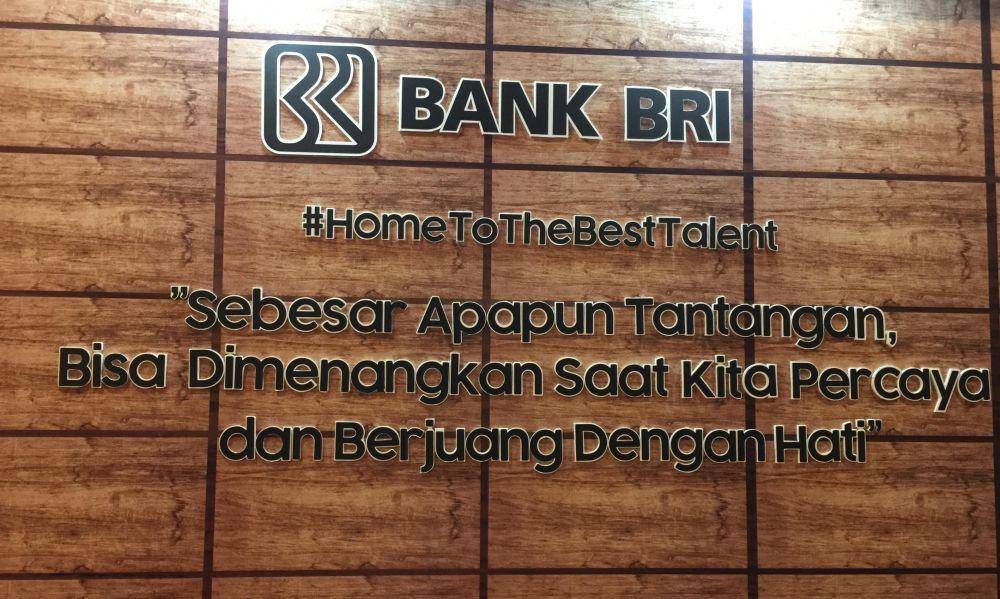 BANK BRI
#HomeToTheBestTalent
"Sebesar Apapun Tantangan,
Bisa Dimenangkan Saat Kita Percaya
dan Berjuang Dengan Hati"